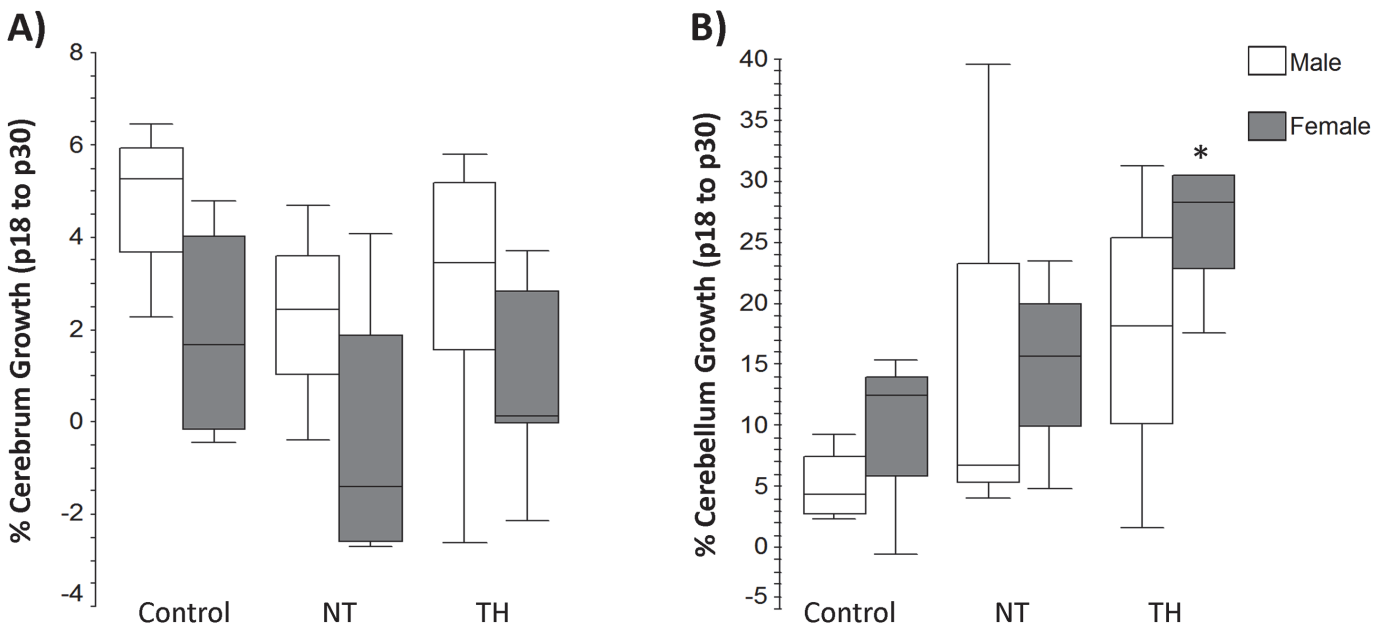 A)
% Cerebrum Growth (p18 to p30)
8
6
4
2
0
-2
-4
Control NT TH
B)
% Cerebellum Growth (p18 to p30)
40
35
30
25
20
15
10
5
0
-5
*
Control NT TH
Male
Female